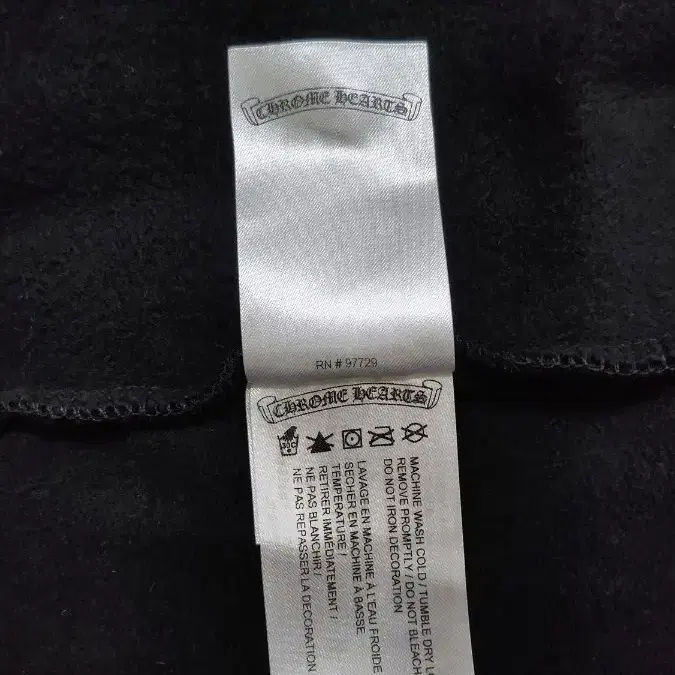 CHROME HEARTS
RN # 97729
CHROME HEARTS
MACHINE WASH COLD / TUMBLE DRY
REMOVE PROMPTLY / DO NOT BLEACH
DO NOT IRON DECORATION
LAVAGE EN MACHINE À L'EAU FROIDE
SECHER EN MACHINE À BASSE
TEMPÉRATURE /
RETIRER IMMÉDIATEMENT /
NE PAS BLANCHIR /
NE PAS REPASSER LA DECORATION